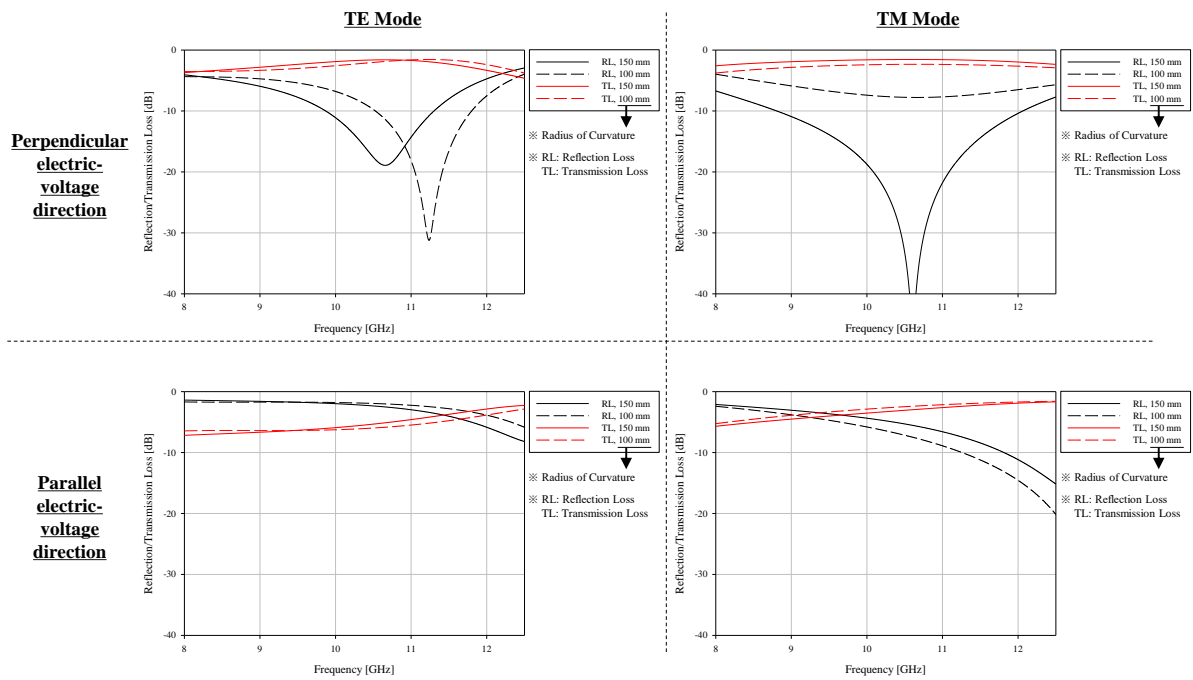 TE Mode
TM Mode
Perpendicular
electric-
voltage
direction
Reflection/Transmission Loss [dB]
0
-10
-20
-30
-40
8
9
10
11
12
Frequency [GHz]
RL, 150 mm
RL, 100 mm
TL, 150 mm
TL, 100 mm
※ Radius of Curvature
※ RL: Reflection Loss
TL: Transmission Loss
Reflection/Transmission Loss [dB]
0
-10
-20
-30
-40
8
9
10
11
12
Frequency [GHz]
RL, 150 mm
RL, 100 mm
TL, 150 mm
TL, 100 mm
※ Radius of Curvature
※ RL: Reflection Loss
TL: Transmission Loss
Parallel
electric-
voltage
direction
Reflection/Transmission Loss [dB]
0
-10
-20
-30
-40
8
9
10
11
12
Frequency [GHz]
RL, 150 mm
RL, 100 mm
TL, 150 mm
TL, 100 mm
※ Radius of Curvature
※ RL: Reflection Loss
TL: Transmission Loss
Reflection/Transmission Loss [dB]
0
-10
-20
-30
-40
8
9
10
11
12
Frequency [GHz]
RL, 150 mm
RL, 100 mm
TL, 150 mm
TL, 100 mm
※ Radius of Curvature
※ RL: Reflection Loss
TL: Transmission Loss